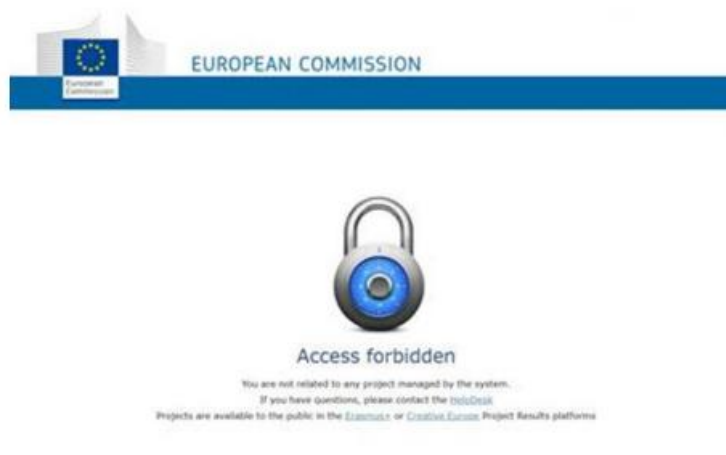 European
Commission
EUROPEAN COMMISSION
Access forbidden
You are not related to any project managed by the system.
If you have questions, please contact the HelpDesk
Projects are available to the public in the Erasmus+ or Creative Europe Project Results platforms